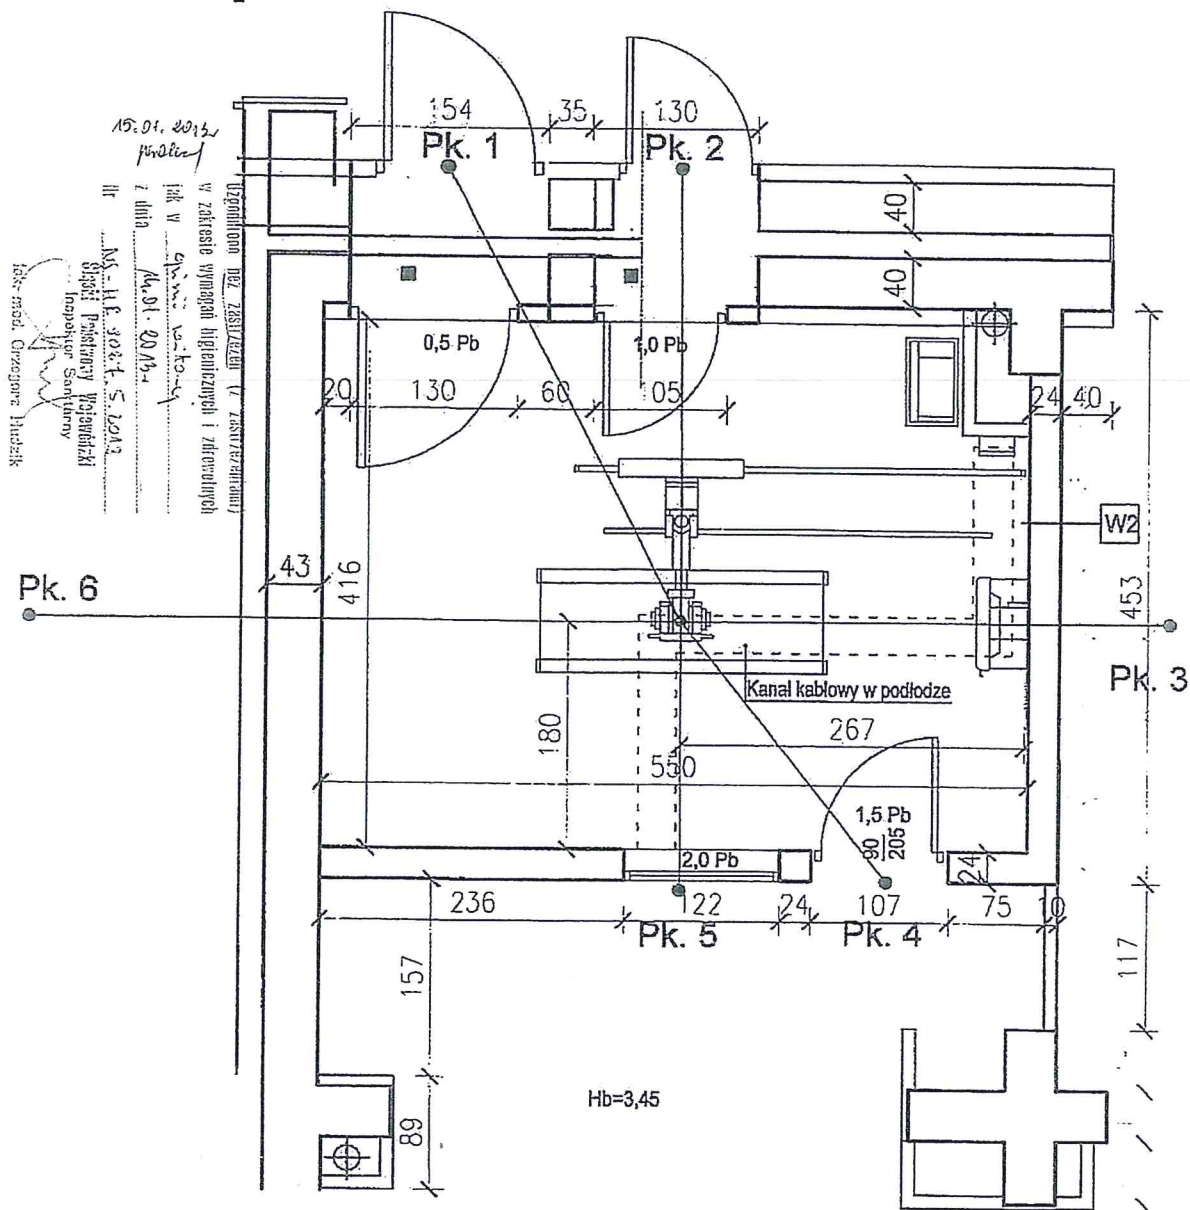 15.01.2013
154
35
130
Pk. 1
Pk. 2
40
40
0,5 Pb
1,0 Pb
20
130
60
05
24
40
W2
43
416
453
Pk. 6
Pk. 3
Kanał kablowy w podłodze
180
267
550
1,5 Pb
90
205
2,0 Pb
24
236
122
24
107
75
10
Pk. 5
Pk. 4
157
117
Hb=3,45
89
w zakresie wymagań higienicznych i zdrowotnych
jak w
z dnia
Nr
Śląski Państwowy Wojewódzki
Inspektor Sanitarny